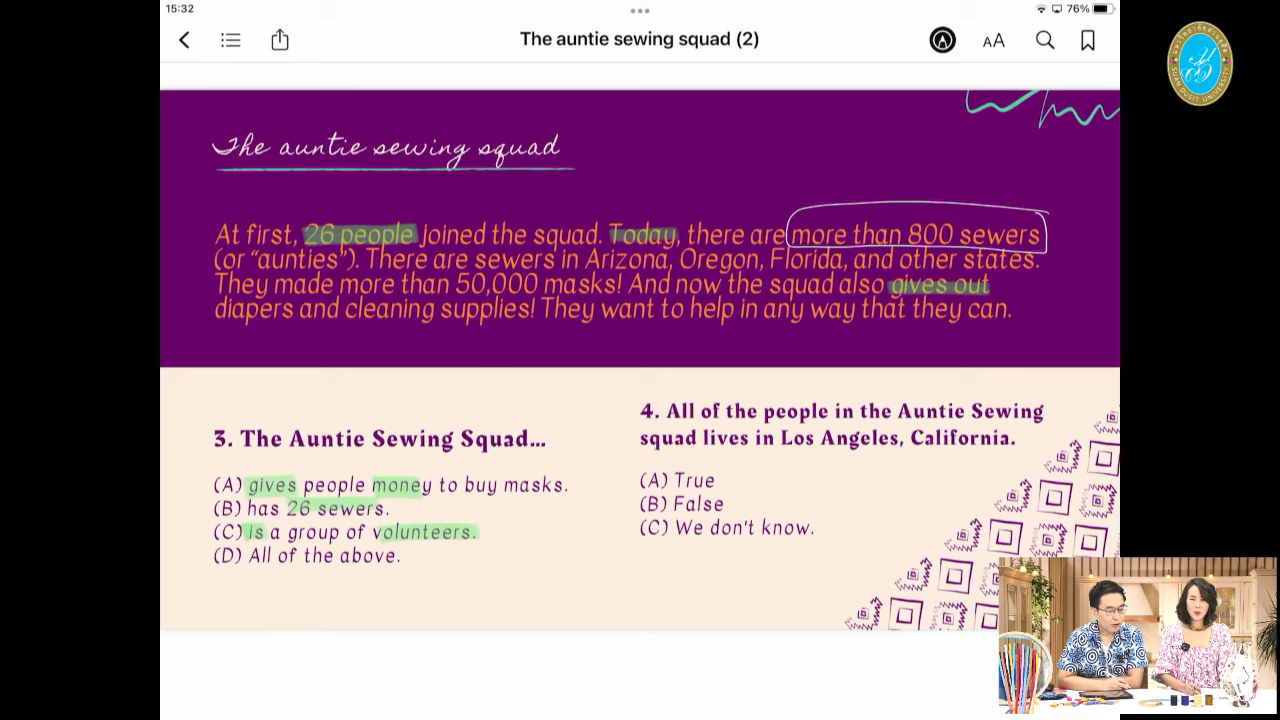 15:32
76%
The auntie sewing squad (2)
AA
SUAN DUSIT UNIVERSITY
The auntie sewing squad
At first, 26 people joined the squad. Today, there are more than 800 sewers
(or “aunties”). There are sewers in Arizona, Oregon, Florida, and other states.
They made more than 50,000 masks! And now the squad also gives out
diapers and cleaning supplies! They want to help in any way that they can.
3. The Auntie Sewing Squad...
(A) gives people money to buy masks.
(B) has 26 sewers.
(C) is a group of volunteers.
(D) All of the above.
4. All of the people in the Auntie Sewing
squad lives in Los Angeles, California.
(A) True
(B) False
(C) We don't know.